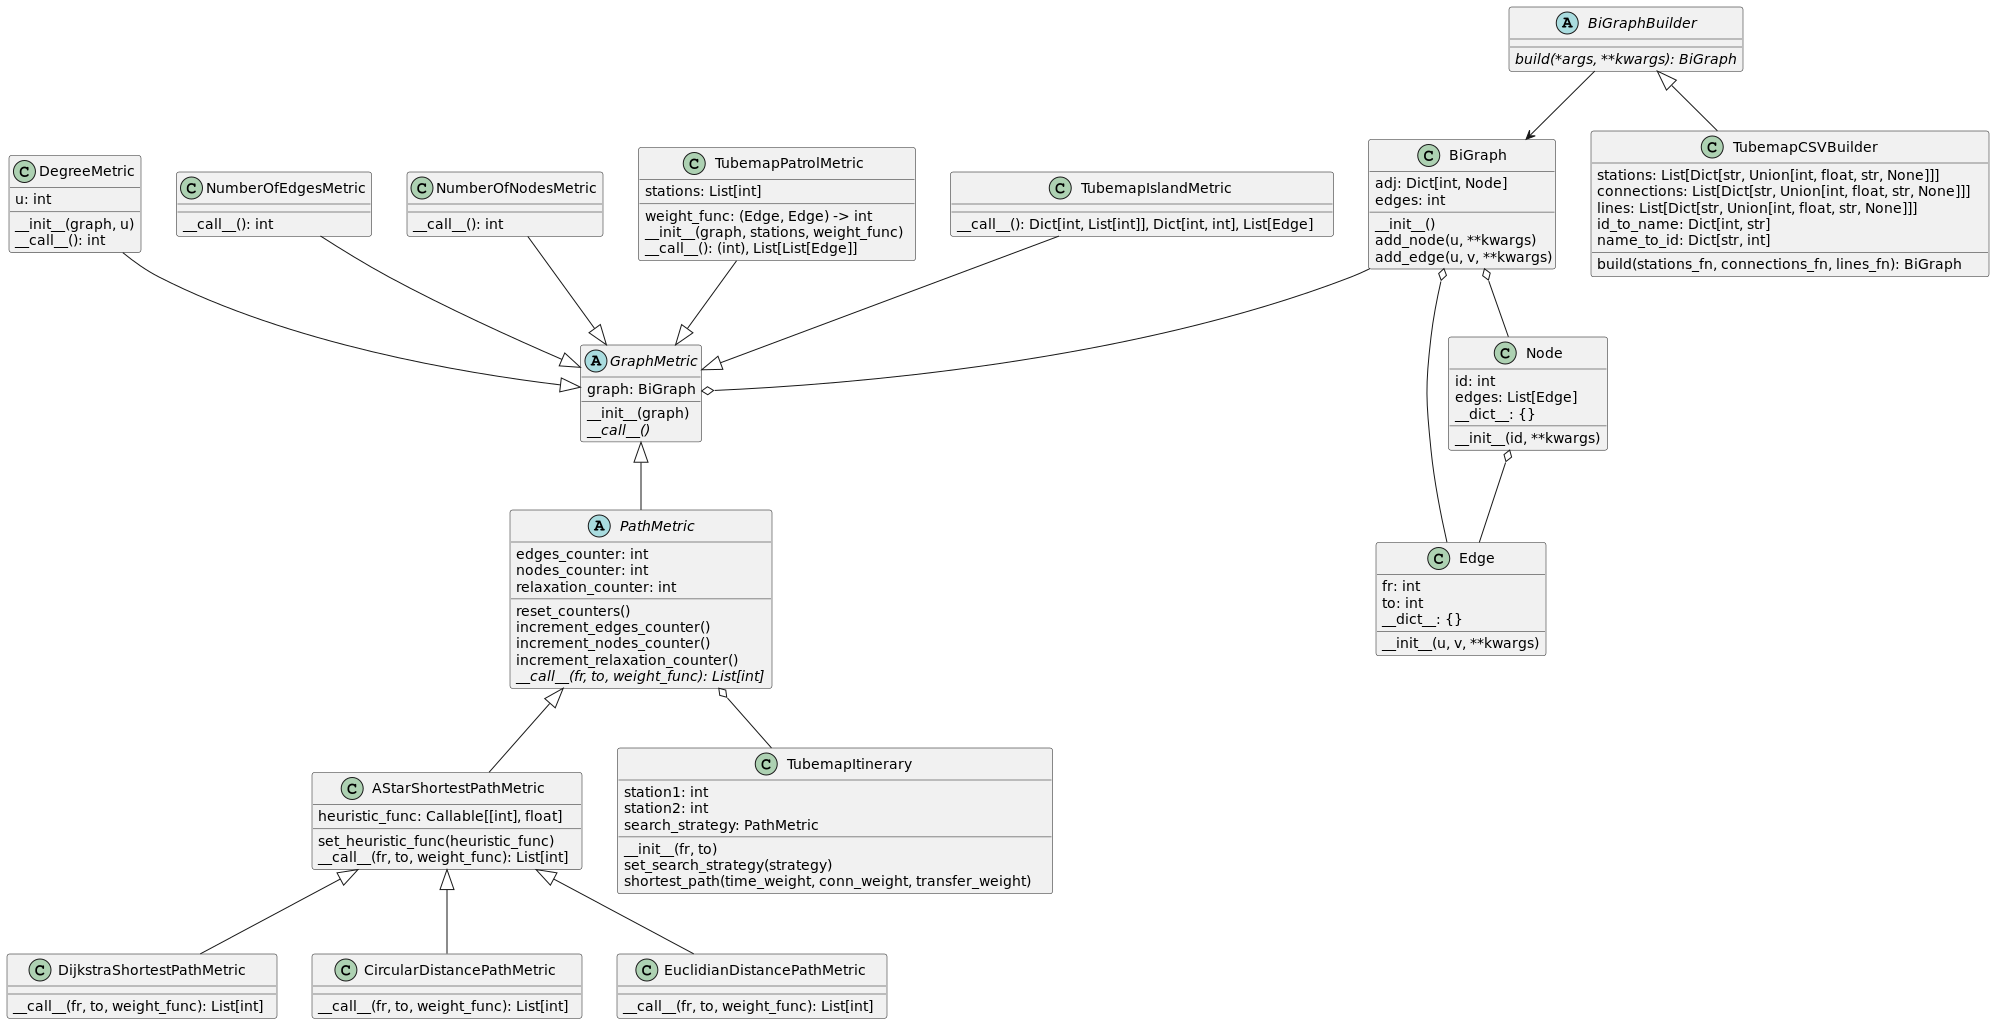 A BiGraphBuilder
build(*args, **kwargs): BiGraph
C DegreeMetric
u: int
__init__(graph, u)
__call__(): int
C NumberOfEdgesMetric
__call__(): int
C NumberOfNodesMetric
__call__(): int
C TubemapPatrolMetric
stations: List[int]
weight_func: (Edge, Edge) -> int
__init__(graph, stations, weight_func)
__call__(): (int), List[List[Edge]]
C TubemapIslandMetric
__call__(): Dict[int, List[int]], Dict[int, int], List[Edge]
C BiGraph
adj: Dict[int, Node]
edges: int
__init__()
add_node(u, **kwargs)
add_edge(u, v, **kwargs)
C TubemapCSVBuilder
stations: List[Dict[str, Union[int, float, str, None]]]
connections: List[Dict[str, Union[int, float, str, None]]]
lines: List[Dict[str, Union[int, float, str, None]]]
id_to_name: Dict[int, str]
name_to_id: Dict[str, int]
build(stations_fn, connections_fn, lines_fn): BiGraph
A GraphMetric
graph: BiGraph
__init__(graph)
__call__()
C Node
id: int
edges: List[Edge]
__dict__: {}
__init__(id, **kwargs)
A PathMetric
edges_counter: int
nodes_counter: int
relaxation_counter: int
reset_counters()
increment_edges_counter()
increment_nodes_counter()
increment_relaxation_counter()
__call__(fr, to, weight_func): List[int]
C Edge
fr: int
to: int
__dict__: {}
__init__(u, v, **kwargs)
C AStarShortestPathMetric
heuristic_func: Callable[[int], float]
set_heuristic_func(heuristic_func)
__call__(fr, to, weight_func): List[int]
C TubemapItinerary
station1: int
station2: int
search_strategy: PathMetric
__init__(fr, to)
set_search_strategy(strategy)
shortest_path(time_weight, conn_weight, transfer_weight)
C DijkstraShortestPathMetric
__call__(fr, to, weight_func): List[int]
C CircularDistancePathMetric
__call__(fr, to, weight_func): List[int]
C EuclidianDistancePathMetric
__call__(fr, to, weight_func): List[int]